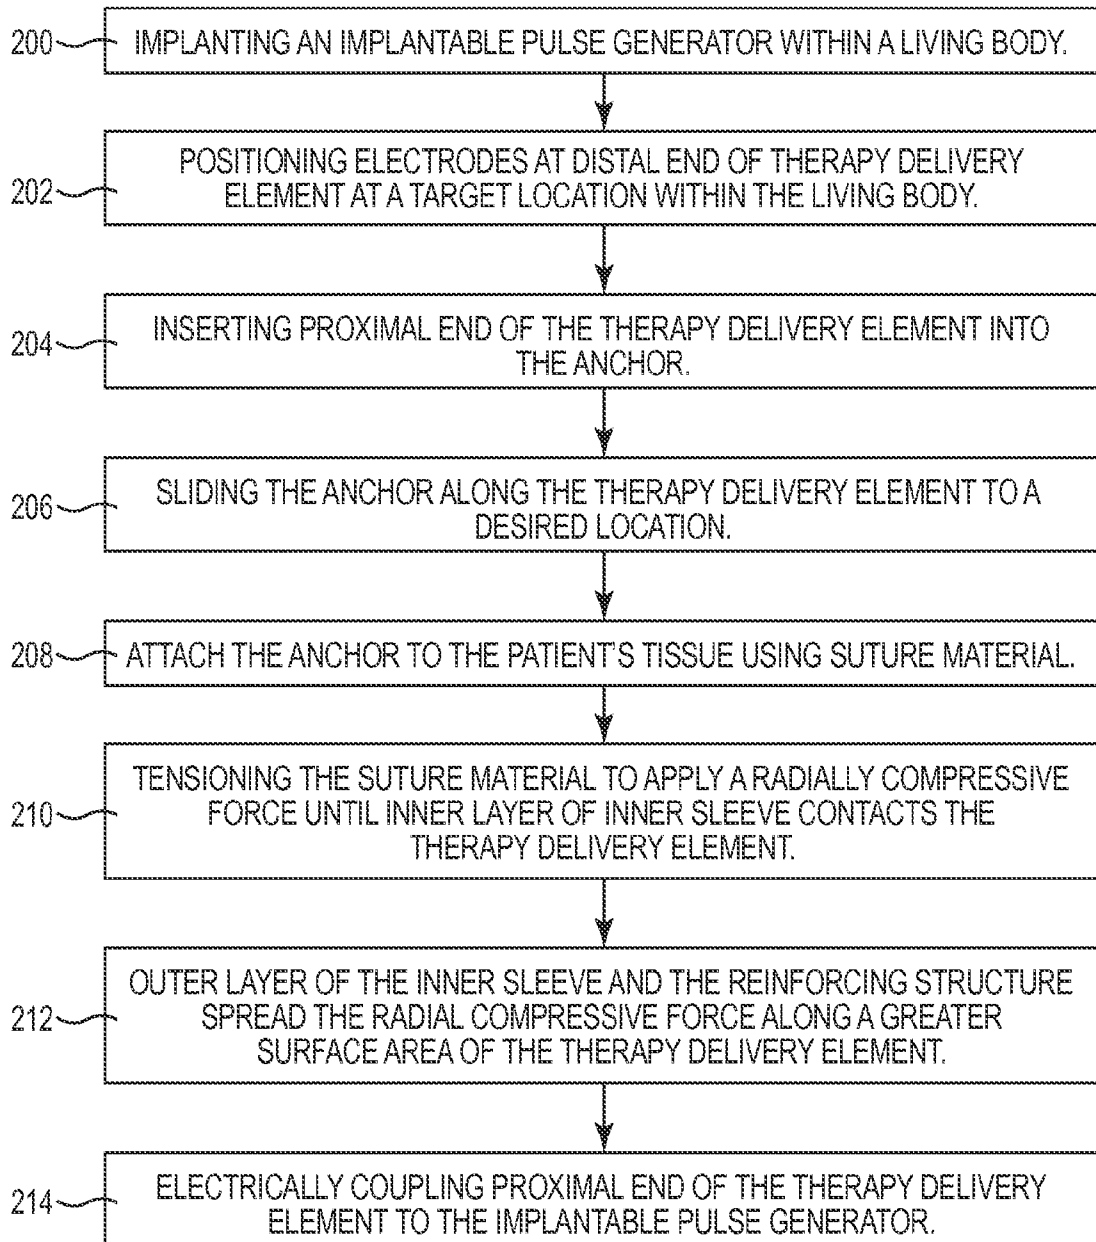 200 IMPLANTING AN IMPLANTABLE PULSE GENERATOR WITHIN A LIVING BODY.
POSITIONING ELECTRODES AT DISTAL END OF THERAPY DELIVERY
202 ELEMENT AT A TARGET LOCATION WITHIN THE LIVING BODY.
INSERTING PROXIMAL END OF THE THERAPY DELIVERY ELEMENT INTO
204 THE ANCHOR.
SLIDING THE ANCHOR ALONG THE THERAPY DELIVERY ELEMENT TO A
206 DESIRED LOCATION.
208 ATTACH THE ANCHOR TO THE PATIENT'S TISSUE USING SUTURE MATERIAL.
TENSIONING THE SUTURE MATERIAL TO APPLY A RADIALLY COMPRESSIVE
210 FORCE UNTIL INNER LAYER OF INNER SLEEVE CONTACTS THE
THERAPY DELIVERY ELEMENT.
OUTER LAYER OF THE INNER SLEEVE AND THE REINFORCING STRUCTURE
212 SPREAD THE RADIAL COMPRESSIVE FORCE ALONG A GREATER
SURFACE AREA OF THE THERAPY DELIVERY ELEMENT.
ELECTRICALLY COUPLING PROXIMAL END OF THE THERAPY DELIVERY
214 ELEMENT TO THE IMPLANTABLE PULSE GENERATOR.